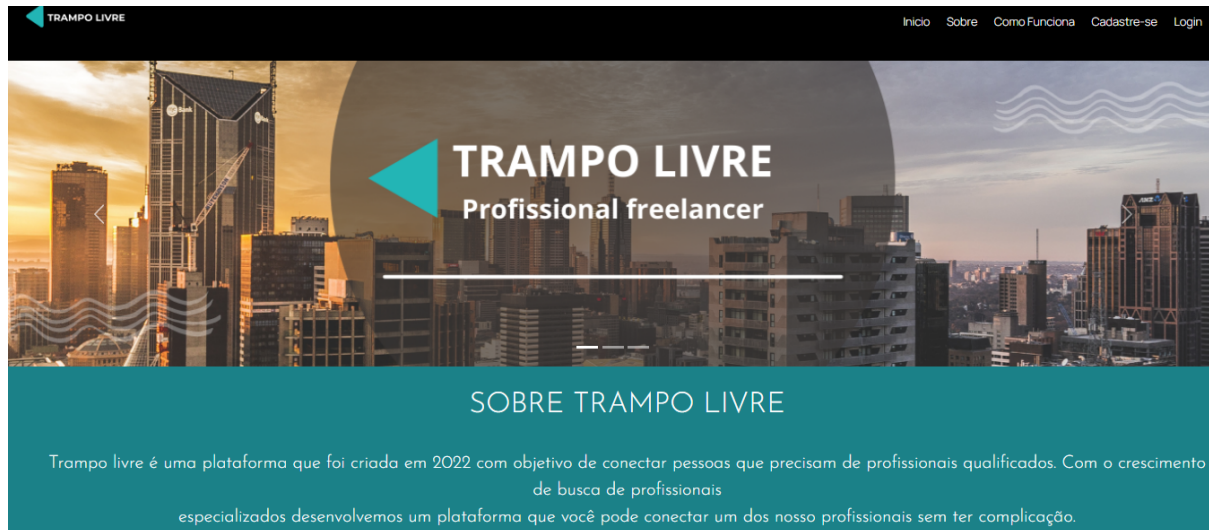 TRAMPO LIVRE
Inicio Sobre Como Funciona Cadastre-se Login
TRAMPO LIVRE
Profissional freelancer
SOBRE TRAMPO LIVRE
Trampo livre é uma plataforma que foi criada em 2022 com objetivo de conectar pessoas que precisam de profissionais qualificados. Com o crescimento
de busca de profissionais
especializados desenvolvemos um plataforma que você pode conectar um dos nosso profissionais sem ter complicação.